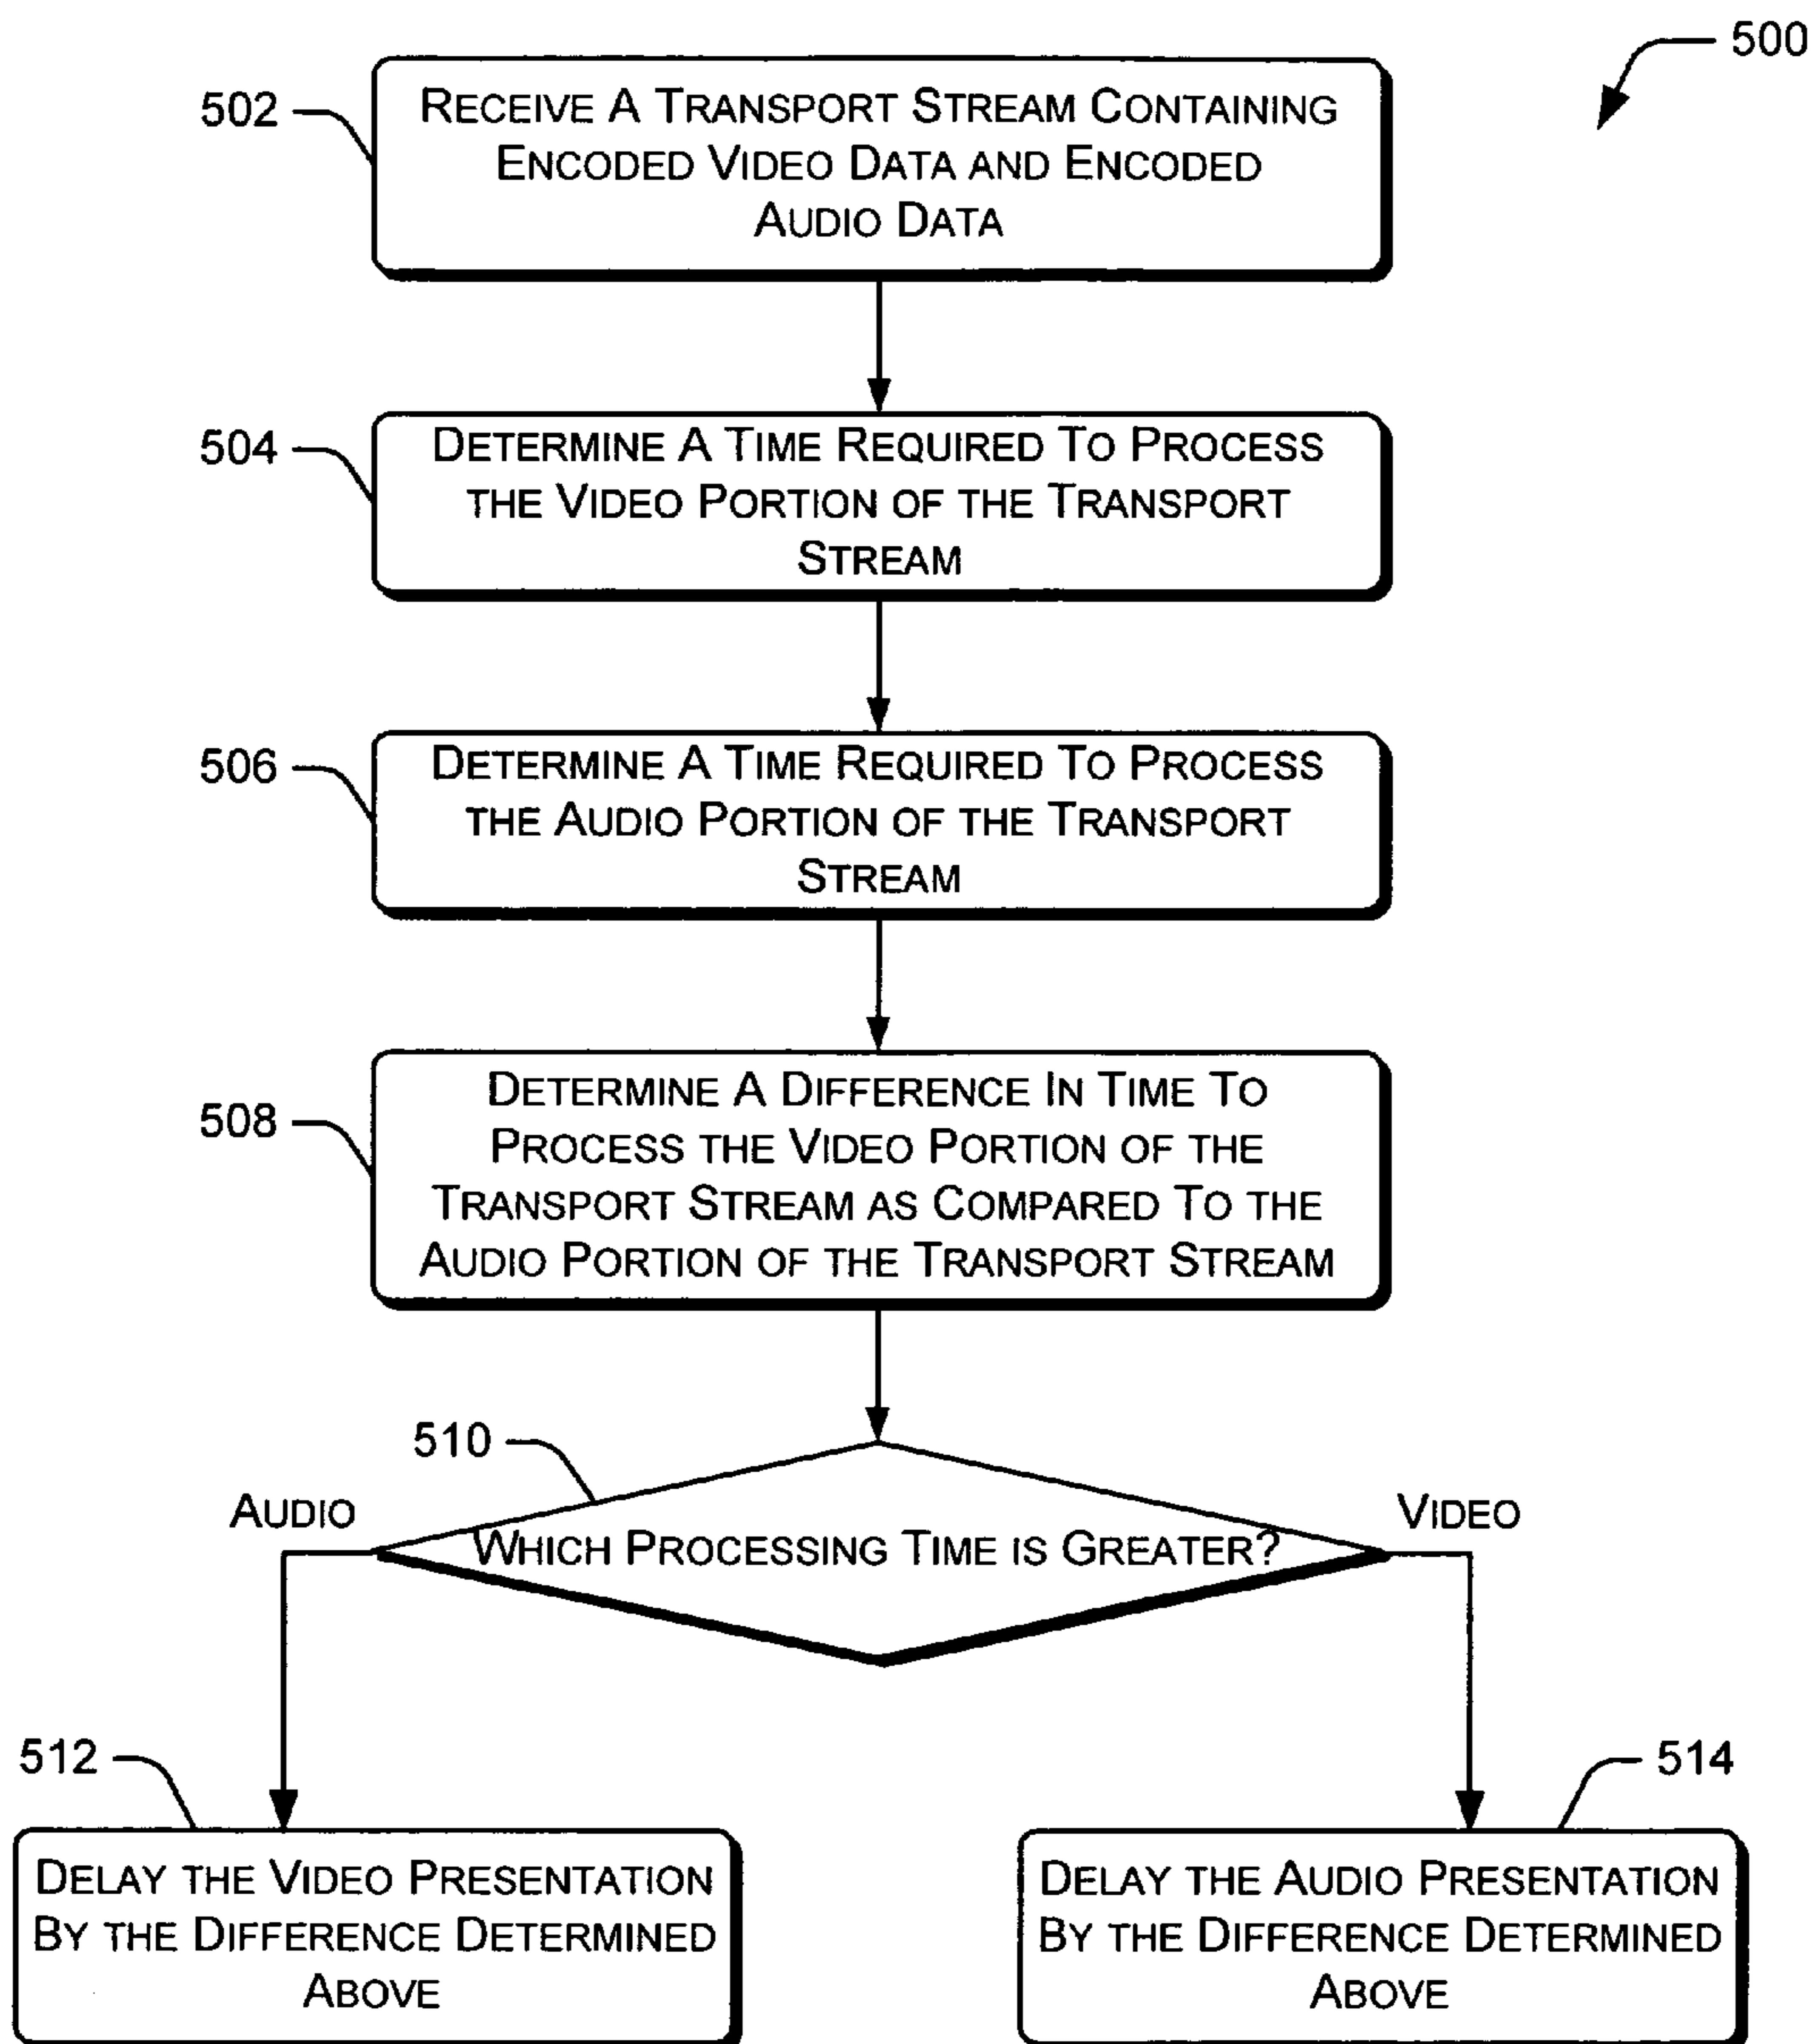 500
502
RECEIVE A TRANSPORT STREAM CONTAINING
ENCODED VIDEO DATA AND ENCODED
AUDIO DATA
504
DETERMINE A TIME REQUIRED TO PROCESS
THE VIDEO PORTION OF THE TRANSPORT
STREAM
506
DETERMINE A TIME REQUIRED TO PROCESS
THE AUDIO PORTION OF THE TRANSPORT
STREAM
508
DETERMINE A DIFFERENCE IN TIME TO
PROCESS THE VIDEO PORTION OF THE
TRANSPORT STREAM AS COMPARED TO THE
AUDIO PORTION OF THE TRANSPORT STREAM
510
AUDIO
VIDEO
WHICH PROCESSING TIME IS GREATER?
512
DELAY THE VIDEO PRESENTATION
BY THE DIFFERENCE DETERMINED
ABOVE
514
DELAY THE AUDIO PRESENTATION
BY THE DIFFERENCE DETERMINED
ABOVE